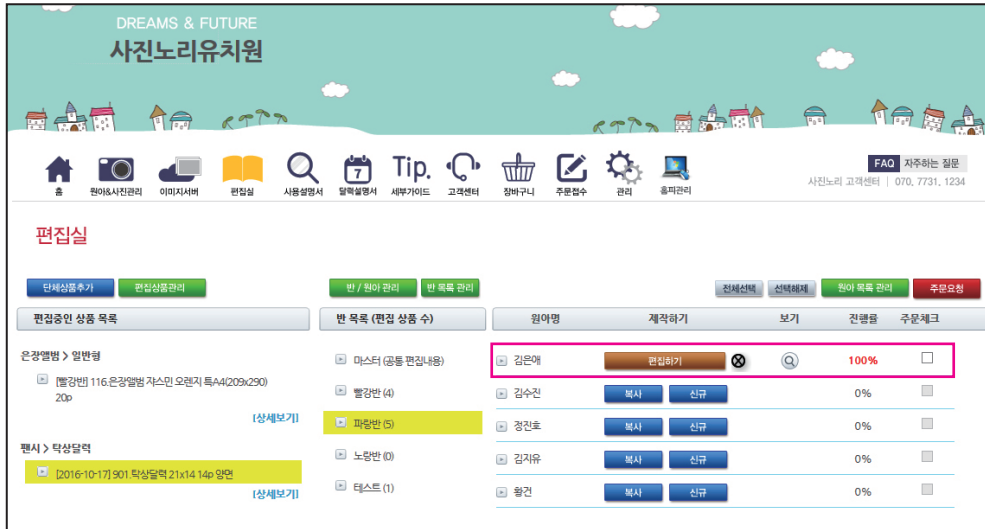 DREAMS & FUTURE
사진노리유치원
홈
원아&사진관리
이미지서버
편집실
사용설명서
7
달력설명서
Tip.
세부가이드
고객센터
장바구니
주문접수
관리
홈피관리
FAQ 자주하는 질문
사진노리 고객센터 | 070. 7731. 1234
편집실
단체상품추가 편집상품관리 반 / 원아 관리 반 목록 관리 전체선택 선택해제 원아 목록 관리 주문요청
편집중인 상품 목록 반 목록 (편집 상품 수) 원아명 제작하기 보기 진행률 주문체크
은장앨범 > 일반형
[빨강반] 116.은장앨범 쟈스민 오렌지 특A4(209x290)
20p
[상세보기]
팬시 > 탁상달력
[2016-10-17] 901.탁상달력 21x14 14p 양면
[상세보기]
마스터 (공통 편집내용)
빨강반 (4)
파랑반 (5)
노랑반 (0)
테스트 (1)
김은애 편집하기 100%
김수진 복사 신규 0%
정진호 복사 신규 0%
김지유 복사 신규 0%
황건 복사 신규 0%